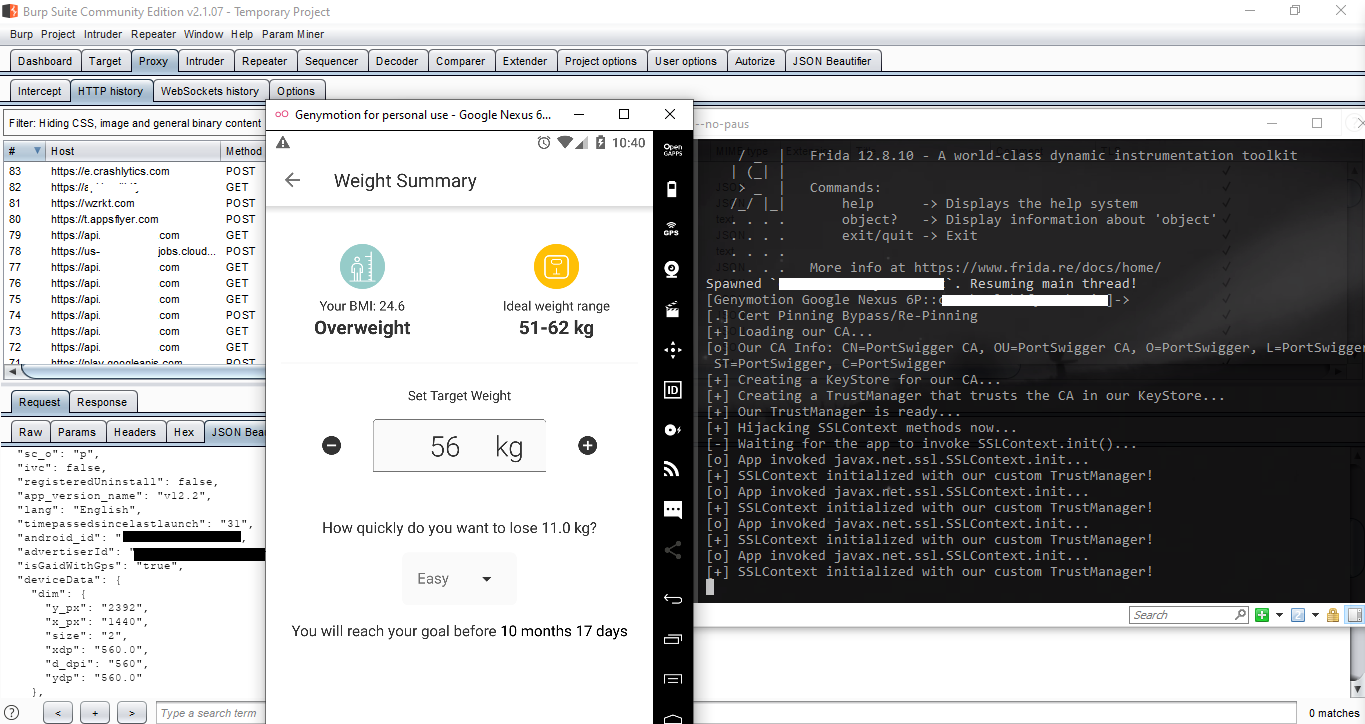 Burp Suite Community Edition v2.1.07 - Temporary Project
Burp Project Intruder Repeater Window Help Param Miner
Dashboard Target Proxy Intruder Repeater Sequencer Decoder Comparer Extender Project options User options Autorize JSON Beautifier
Intercept HTTP history WebSockets history Options
Filter: Hiding CSS, image and general binary content
# Host Method
83 https://e.crashlytics.com POST
82 https://a GET
81 https://wzrkt.com POST
80 https://t.appsflyer.com POST
79 https://api. com GET
78 https://us- jobs.cloud... POST
77 https://api. com GET
76 https://api. com GET
75 https://api. com GET
74 https://api. com POST
73 https://api. com GET
72 https://api. com GET
71 https://play.googleapis.com POST
Request Response
Raw Params Headers Hex JSON Bea
"sc_o": "p",
"ivc": false,
"registeredUninstall": false,
"app_version_name": "v12.2",
"lang": "English",
"timepassedsincelastlaunch": "31",
"android_id": "
"advertiserId": "
"isGaidWithGps": "true",
"deviceData": {
"dim": {
"y_px": "2392",
"x_px": "1440",
"size": "2",
"xdp": "560.0",
"d_dpi": "560",
"ydp": "560.0"
},
? < + > Type a search term
0 matches
Genymotion for personal use - Google Nexus 6...
10:40
Weight Summary
Your BMI: 24.6
Overweight
Ideal weight range
51-62 kg
Set Target Weight
56 kg
How quickly do you want to lose 11.0 kg?
Easy
You will reach your goal before 10 months 17 days
Open GAPPS
GPS
ID
--no-paus
/ _ | Frida 12.8.10 - A world-class dynamic instrumentation toolkit
| (_| |
> _ | Commands:
/_/ |_| help -> Displays the help system
. . . . object? -> Display information about 'object'
. . . . exit/quit -> Exit
. . . .
. . . . More info at https://www.frida.re/docs/home/
Spawned ` `. Resuming main thread!
[Genymotion Google Nexus 6P:: ]->
[.] Cert Pinning Bypass/Re-Pinning
[+] Loading our CA...
[o] Our CA Info: CN=PortSwigger CA, OU=PortSwigger CA, O=PortSwigger, L=PortSwigger
ST=PortSwigger, C=PortSwigger
[+] Creating a KeyStore for our CA...
[+] Creating a TrustManager that trusts the CA in our KeyStore...
[+] Our TrustManager is ready...
[+] Hijacking SSLContext methods now...
[-] Waiting for the app to invoke SSLContext.init()...
[o] App invoked javax.net.ssl.SSLContext.init...
[+] SSLContext initialized with our custom TrustManager!
[o] App invoked javax.net.ssl.SSLContext.init...
[+] SSLContext initialized with our custom TrustManager!
[o] App invoked javax.net.ssl.SSLContext.init...
[+] SSLContext initialized with our custom TrustManager!
[o] App invoked javax.net.ssl.SSLContext.init...
[+] SSLContext initialized with our custom TrustManager!
Search